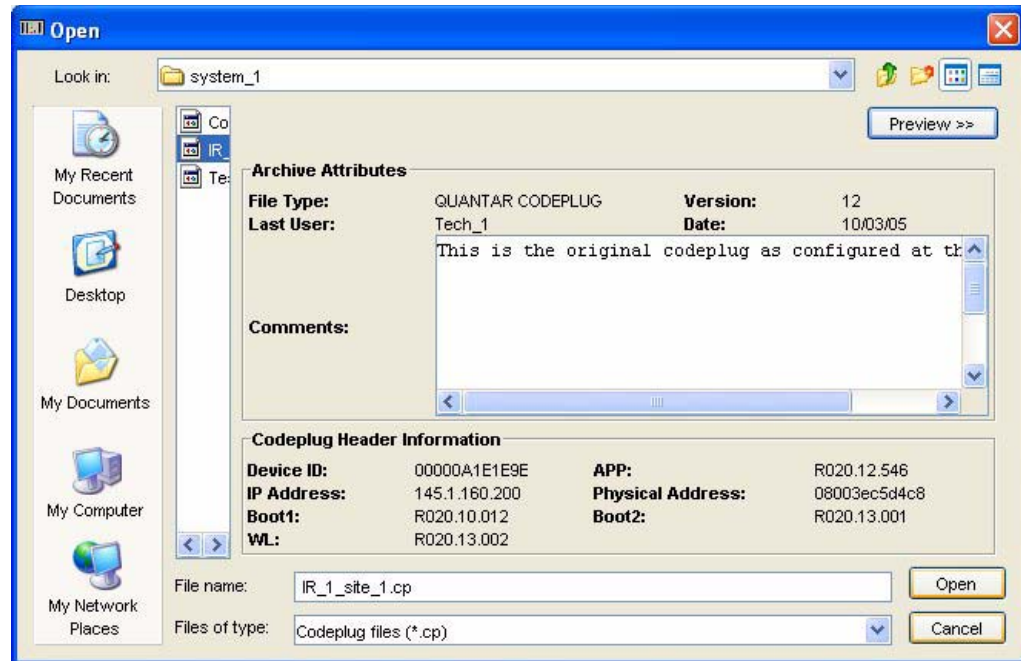 Open
Look in: system_1
Preview >>
My Recent
Documents
Desktop
My Documents
My Computer
My Network
Places
Co
IR_
Te
Archive Attributes
File Type: QUANTAR CODEPLUG Version: 12
Last User: Tech_1 Date: 10/03/05
This is the original codeplug as configured at th
Comments:
Codeplug Header Information
Device ID: 00000A1E1E9E APP: R020.12.546
IP Address: 145.1.160.200 Physical Address: 08003ec5d4c8
Boot1: R020.10.012 Boot2: R020.13.001
WL: R020.13.002
File name: IR_1_site_1.cp Open
Files of type: Codeplug files (*.cp) Cancel